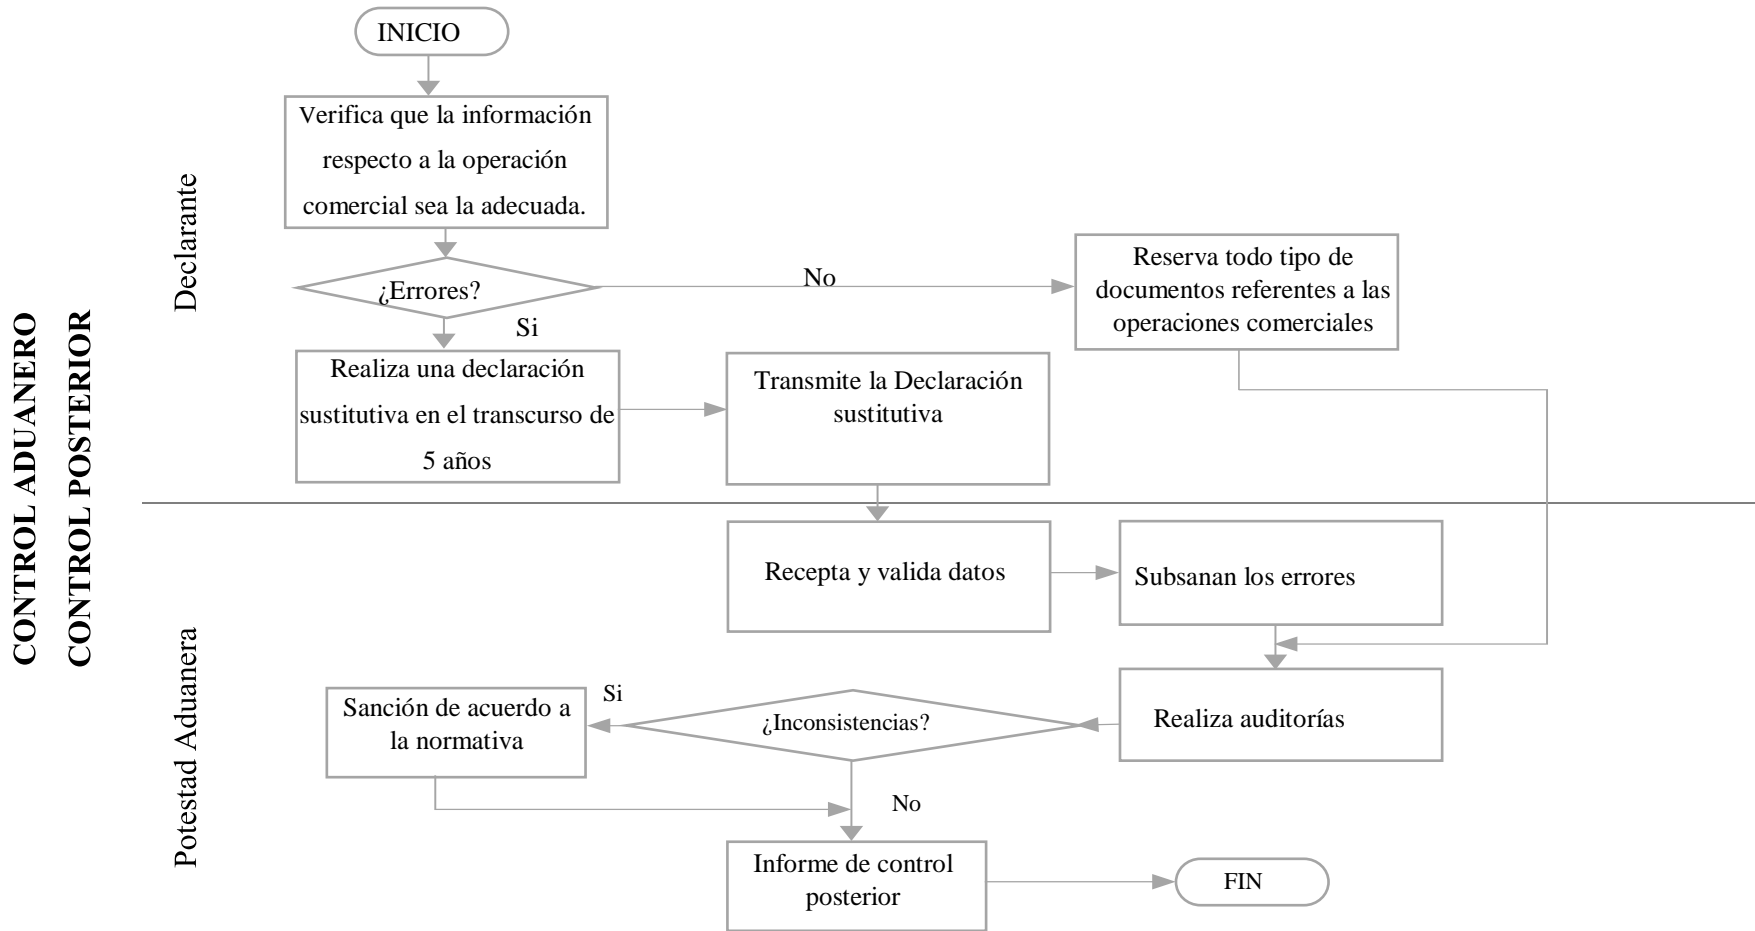 CONTROL ADUANERO
CONTROL POSTERIOR
Declarante
INICIO
Verifica que la información
respecto a la operación
comercial sea la adecuada.
¿Errores?
No
Si
Reserva todo tipo de
documentos referentes a las
operaciones comerciales
Realiza una declaración
sustitutiva en el transcurso de
5 años
Transmite la Declaración
sustitutiva
Potestad Aduanera
Recepta y valida datos
Subsanan los errores
Realiza auditorías
¿Inconsistencias?
Si
Sanción de acuerdo a
la normativa
No
Informe de control
posterior
FIN